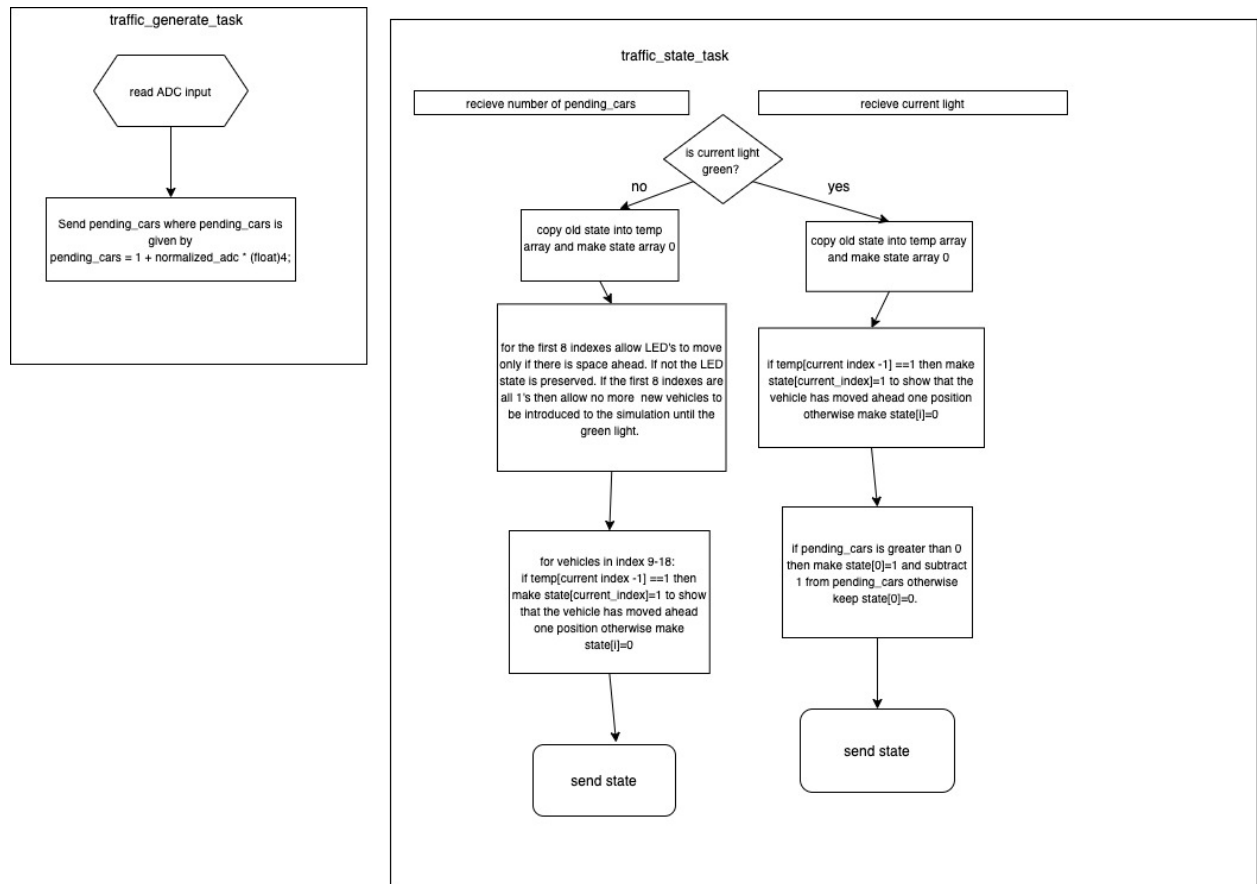 traffic_generate_task
read ADC input
Send pending_cars where pending_cars is
given by
pending_cars = 1 + normalized_adc * (float)4;
traffic_state_task
recieve number of pending_cars
recieve current light
is current light
green?
no
yes
copy old state into temp
array and make state array 0
copy old state into temp array
and make state array 0
for the first 8 indexes allow LED's to move
only if there is space ahead. If not the LED
state is preserved. If the first 8 indexes are
all 1's then allow no more new vehicles to
be introduced to the simulation until the
green light.
if temp[current index -1] ==1 then make
state[current_index]=1 to show that the
vehicle has moved ahead one position
otherwise make state[i]=0
for vehicles in index 9-18:
if temp[current index -1] ==1 then
make state[current_index]=1 to show
that the vehicle has moved ahead
one position otherwise make
state[i]=0
if pending_cars is greater than 0
then make state[0]=1 and subtract
1 from pending_cars otherwise
keep state[0]=0.
send state
send state